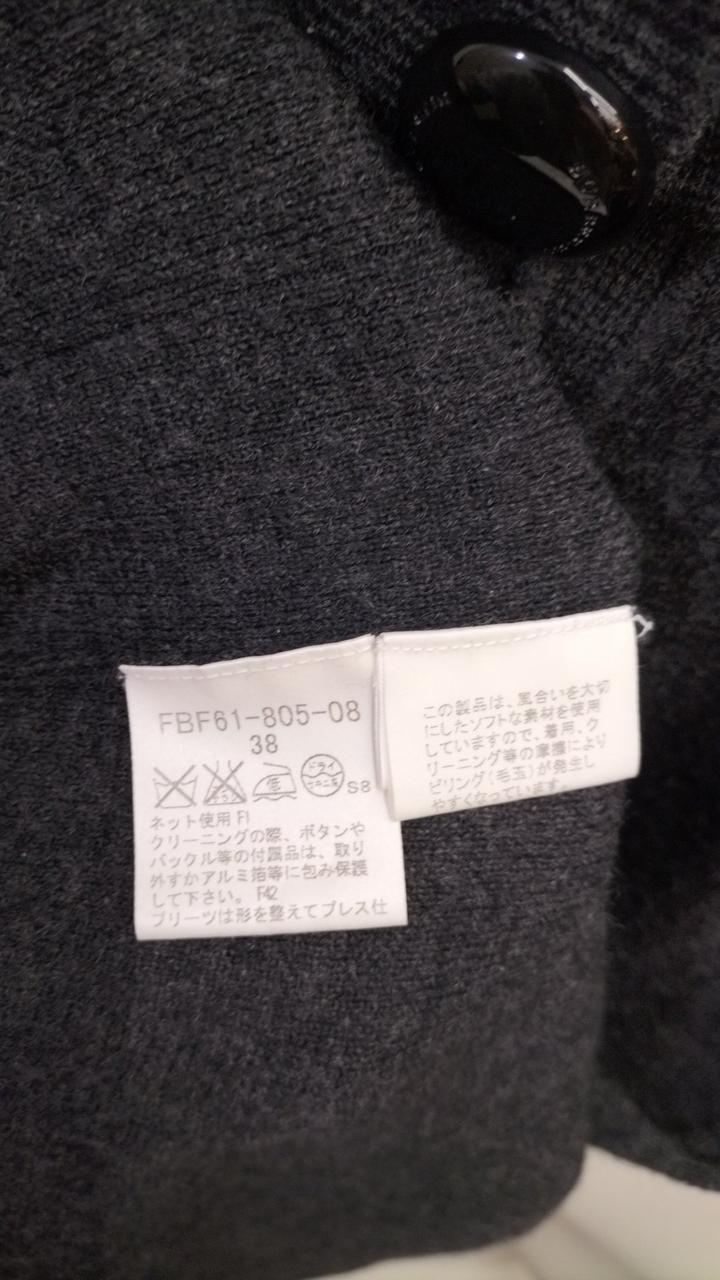 FBF61-805-08
38
ドライ
セキユ系
S8
ネット使用 F1
クリーニングの際、ボタンや
バックル等の付属品は、取り
外すかアルミ箔等に包み保護
して下さい。 F42
プリーツは形を整えてプレス仕
この製品は、風合いを大切
にしたソフトな素材を使用
していますので、着用、ク
リーニング等の摩擦により
ピリング(毛玉)が発生し
やすくなっています。